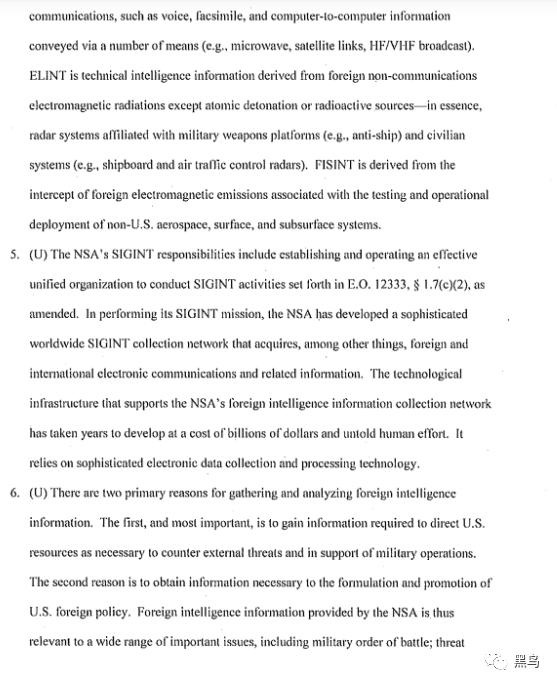 communications, such as voice, facsimile, and computer-to-computer information
conveyed via a number of means (e.g., microwave, satellite links, HF/VHF broadcast).
ELINT is technical intelligence information derived from foreign non-communications
electromagnetic radiations except atomic detonation or radioactive sources—in essence,
radar systems affiliated with military weapons platforms (e.g., anti-ship) and civilian
systems (e.g., shipboard and air traffic control radars). FISINT is derived from the
intercept of foreign electromagnetic emissions associated with the testing and operational
deployment of non-U.S. aerospace, surface, and subsurface systems.
5. (U) The NSA's SIGINT responsibilities include establishing and operating an effective
unified organization to conduct SIGINT activities set forth in E.O. 12333, § 1.7(c)(2), as
amended. In performing its SIGINT mission, the NSA has developed a sophisticated
worldwide SIGINT collection network that acquires, among other things, foreign and
international electronic communications and related information. The technological
infrastructure that supports the NSA's foreign intelligence information collection network
has taken years to develop at a cost of billions of dollars and untold human effort. It
relies on sophisticated electronic data collection and processing technology.
6. (U) There are two primary reasons for gathering and analyzing foreign intelligence
information. The first, and most important, is to gain information required to direct U.S.
resources as necessary to counter external threats and in support of military operations.
The second reason is to obtain information necessary to the formulation and promotion of
U.S. foreign policy. Foreign intelligence information provided by the NSA is thus
relevant to a wide range of important issues, including military order of battle; threat
黑鸟